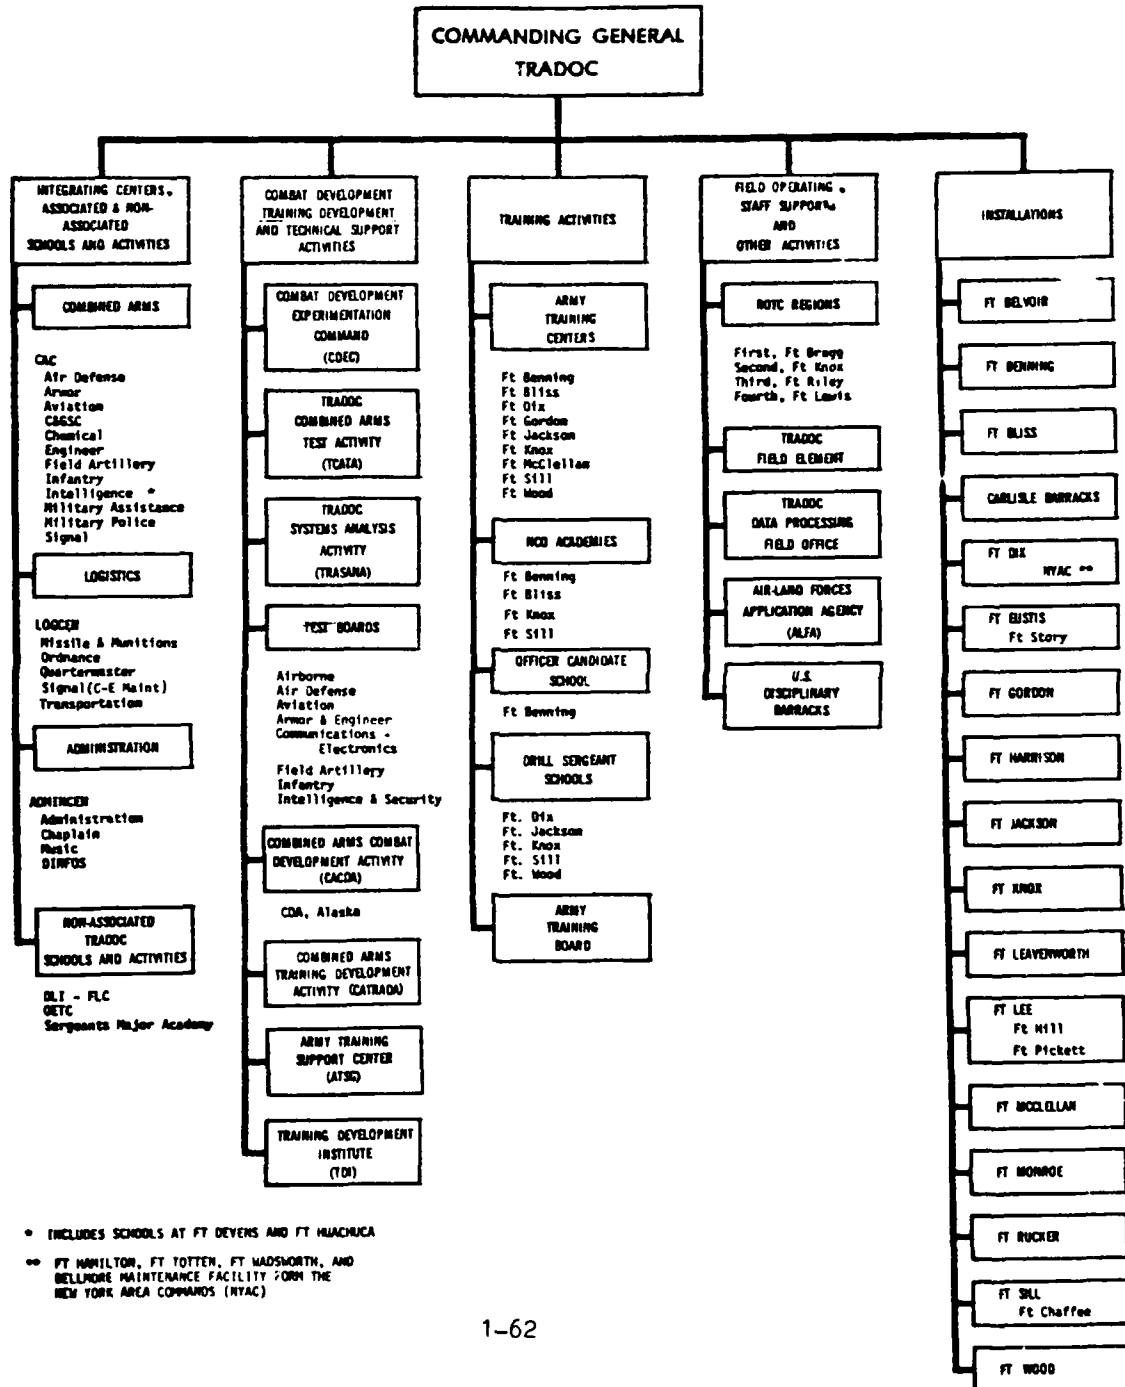 COMMANDING GENERAL
TRADOC
INTEGRATING CENTERS,
ASSOCIATED & NON-
ASSOCIATED
SCHOOLS AND ACTIVITIES
COMBINED ARMS
CAC
Air Defense
Armor
Aviation
C&GSC
Chemical
Engineer
Field Artillery
Infantry
Intelligence *
Military Assistance
Military Police
Signal
LOGISTICS
LOGCEN
Missile & Munitions
Ordnance
Quartermaster
Signal(C-E Maint)
Transportation
ADMINISTRATION
ADMINCEN
Administration
Chaplain
Music
DINFOS
NON-ASSOCIATED
TRADOC
SCHOOLS AND ACTIVITIES
DLI - FLC
OETC
Sergeants Major Academy
COMBAT DEVELOPMENT
TRAINING DEVELOPMENT
AND TECHNICAL SUPPORT
ACTIVITIES
COMBAT DEVELOPMENT
EXPERIMENTATION
COMMAND
(CDEC)
TRADOC
COMBINED ARMS
TEST ACTIVITY
(TCATA)
TRADOC
SYSTEMS ANALYSIS
ACTIVITY
(TRASANA)
TEST BOARDS
Airborne
Air Defense
Aviation
Armor & Engineer
Communications -
Electronics
Field Artillery
Infantry
Intelligence & Security
COMBINED ARMS COMBAT
DEVELOPMENT ACTIVITY
(CACDA)
CDA, Alaska
COMBINED ARMS
TRAINING DEVELOPMENT
ACTIVITY (CATRADA)
ARMY TRAINING
SUPPORT CENTER
(ATSG)
TRAINING DEVELOPMENT
INSTITUTE
(TDI)
TRAINING ACTIVITIES
ARMY
TRAINING
CENTERS
Ft Benning
Ft Bliss
Ft Dix
Ft Gordon
Ft Jackson
Ft Knox
Ft McClellan
Ft Sill
Ft Wood
NCO ACADEMIES
Ft Benning
Ft Bliss
Ft Knox
Ft Sill
OFFICER CANDIDATE
SCHOOL
Ft Benning
DRILL SERGEANT
SCHOOLS
Ft. Dix
Ft. Jackson
Ft. Knox
Ft. Sill
Ft. Wood
ARMY
TRAINING
BOARD
FIELD OPERATING,
STAFF SUPPORT,
AND
OTHER ACTIVITIES
ROTC REGIONS
First, Ft Bragg
Second, Ft Knox
Third, Ft Riley
Fourth, Ft Lewis
TRADOC
FIELD ELEMENT
TRADOC
DATA PROCESSING
FIELD OFFICE
AIR-LAND FORCES
APPLICATION AGENCY
(ALFA)
U.S.
DISCIPLINARY
BARRACKS
INSTALLATIONS
FT BELVOIR
FT BENNING
FT BLISS
CARLISLE BARRACKS
FT DIX
NYAC **
FT EUSTIS
Ft Story
FT GORDON
FT HARRISON
FT JACKSON
FT KNOX
FT LEAVENWORTH
FT LEE
Ft Hill
Ft Pickett
FT MCCLELLAN
FT MONROE
FT RUCKER
FT SILL
Ft Chaffee
FT WOOD
* INCLUDES SCHOOLS AT FT DEVENS AND FT HUACHUCA
** FT HAMILTON, FT TOTTEN, FT WADSWORTH, AND
BELLMORE MAINTENANCE FACILITY FORM THE
NEW YORK AREA COMMANDS (NYAC)
1-62